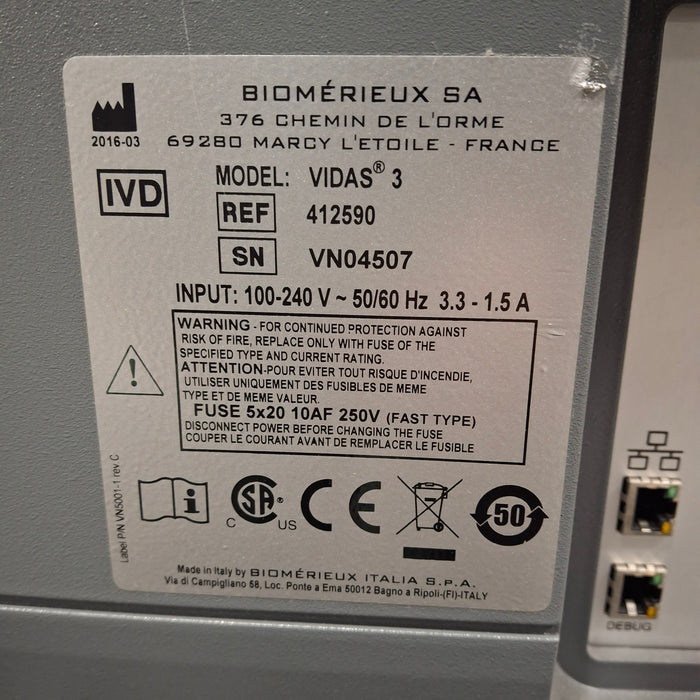 BIOMÉRIEUX SA
376 CHEMIN DE L'ORME
69280 MARCY L'ETOILE - FRANCE
2016-03
IVD
MODEL: VIDAS® 3
REF 412590
SN VN04507
INPUT: 100-240 V ~ 50/60 Hz 3.3 - 1.5 A
WARNING - FOR CONTINUED PROTECTION AGAINST
RISK OF FIRE, REPLACE ONLY WITH FUSE OF THE
SPECIFIED TYPE AND CURRENT RATING.
ATTENTION-POUR EVITER TOUT RISQUE D'INCENDIE,
UTILISER UNIQUEMENT DES FUSIBLES DE MEME
TYPE ET DE MEME VALEUR.
FUSE 5x20 10AF 250V (FAST TYPE)
DISCONNECT POWER BEFORE CHANGING THE FUSE
COUPER LE COURANT AVANT DE REMPLACER LE FUSIBLE
!
Label P/N VN5001-1 rev.C
i
C SA ® US
CE
50
Made in Italy by BIOMÉRIEUX ITALIA S.P.A.
Via di Campigliano 58, Loc. Ponte a Ema 50012 Bagno a Ripoli-(FI)-ITALY
DEBUG